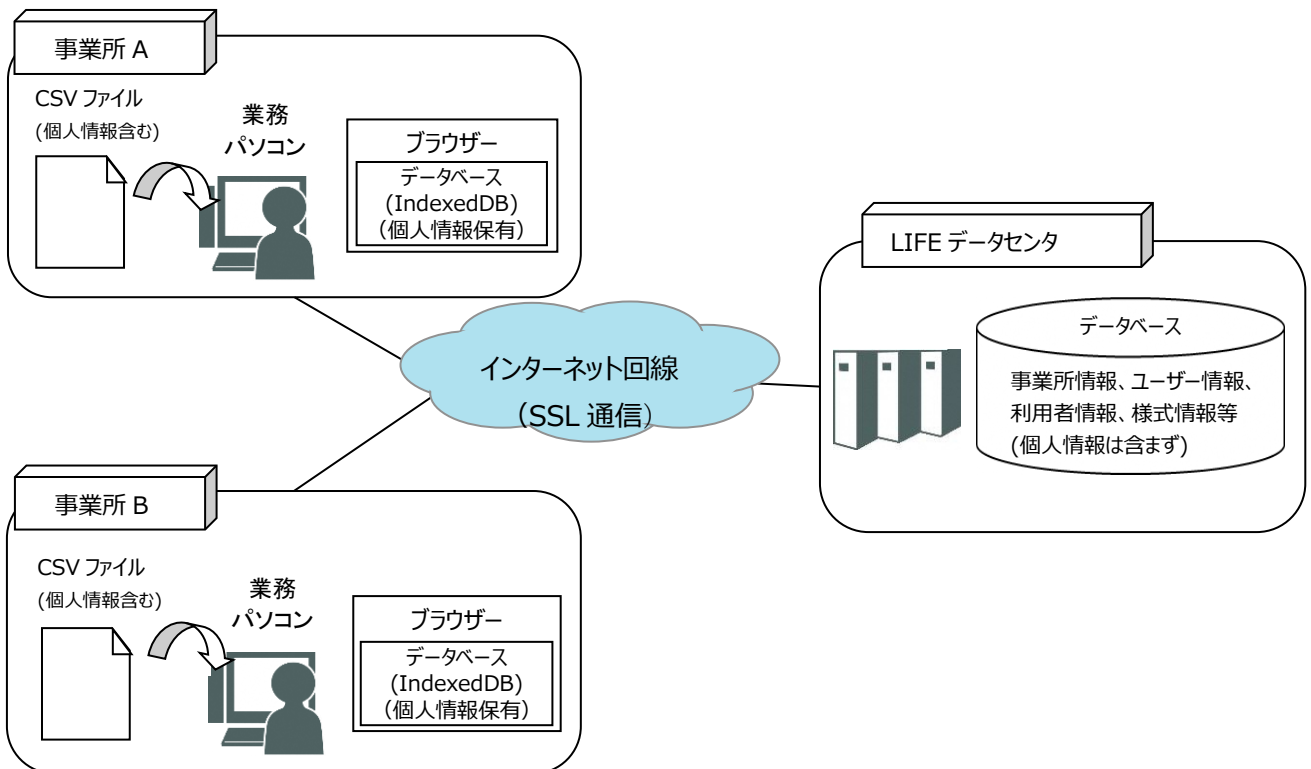 事業所 A
CSV ファイル
(個人情報含む)
業務
パソコン
ブラウザー
データベース
(IndexedDB)
(個人情報保有)
インターネット回線
(SSL 通信)
LIFE データセンタ
データベース
事業所情報、ユーザー情報、
利用者情報、様式情報等
(個人情報は含まず)
事業所 B
CSV ファイル
(個人情報含む)
業務
パソコン
ブラウザー
データベース
(IndexedDB)
(個人情報保有)